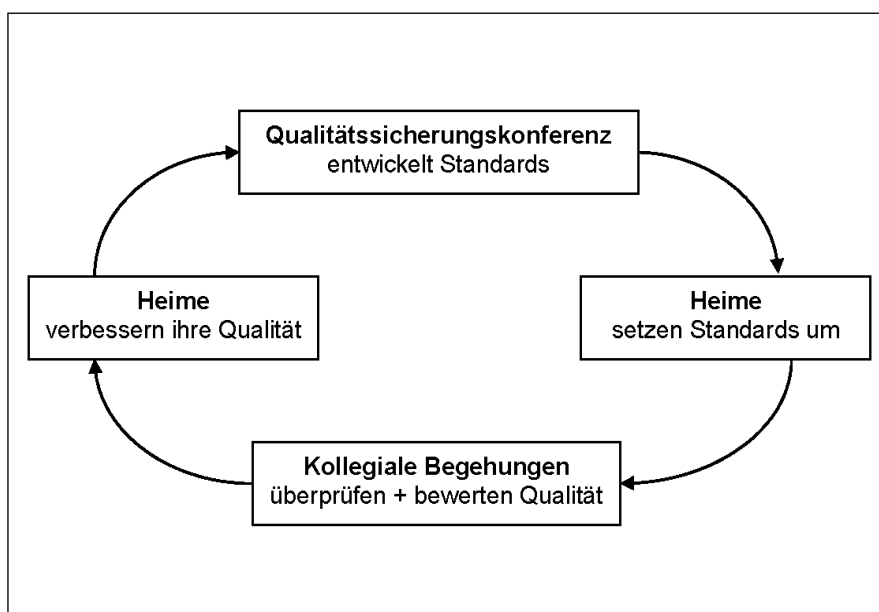 Qualitätssicherungskonferenz
entwickelt Standards
Heime
verbessern ihre Qualität
Heime
setzen Standards um
Kollegiale Begehungen
überprüfen + bewerten Qualität